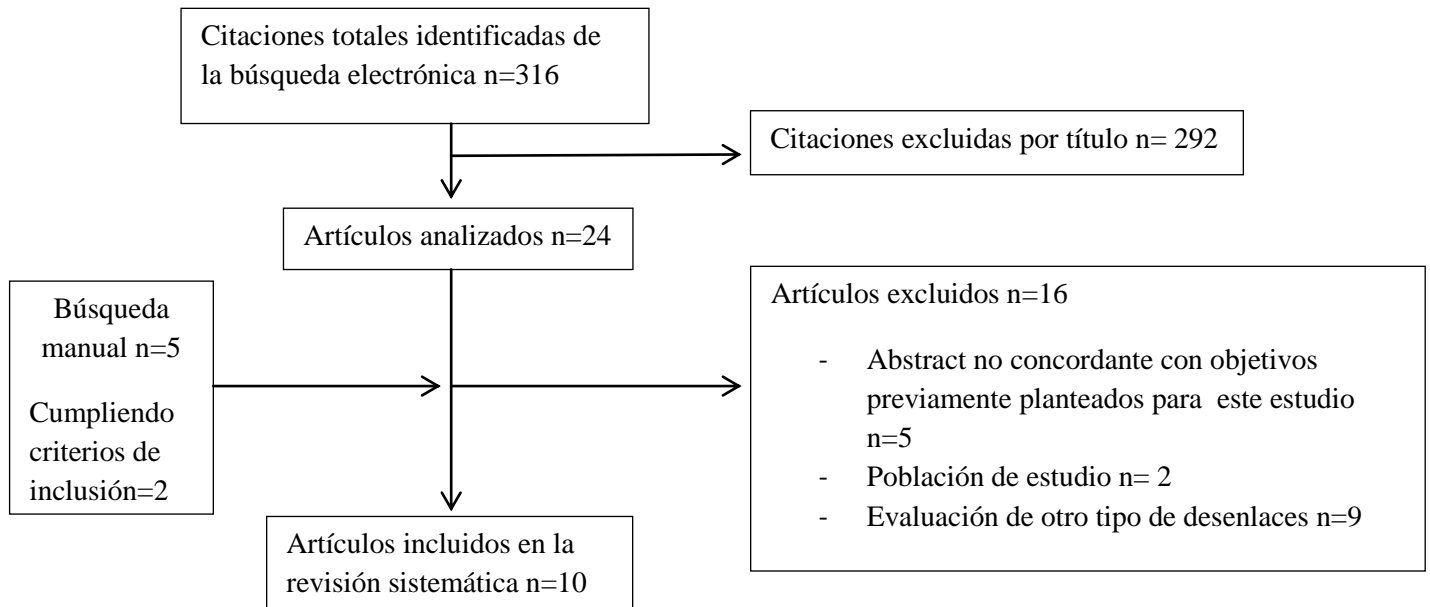 Citaciones totales identificadas de
la búsqueda electrónica n=316
Citaciones excluidas por título n= 292
Artículos analizados n=24
Búsqueda
manual n=5
Cumpliendo
criterios de
inclusión=2
Artículos excluidos n=16
- Abstract no concordante con objetivos
previamente planteados para este estudio
n=5
- Población de estudio n= 2
- Evaluación de otro tipo de desenlaces n=9
Artículos incluidos en la
revisión sistemática n=10